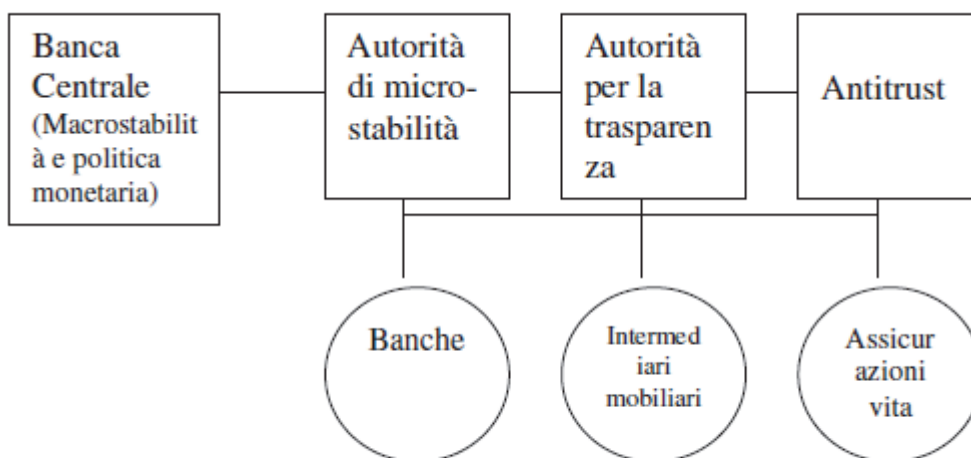 Banca
Centrale
(Macrostabilit
à e politica
monetaria)
Autorità
di micro-
stabilità
Autorità
per la
trasparen
za
Antitrust
Banche
Intermed
iari
mobiliari
Assicur
azioni
vita